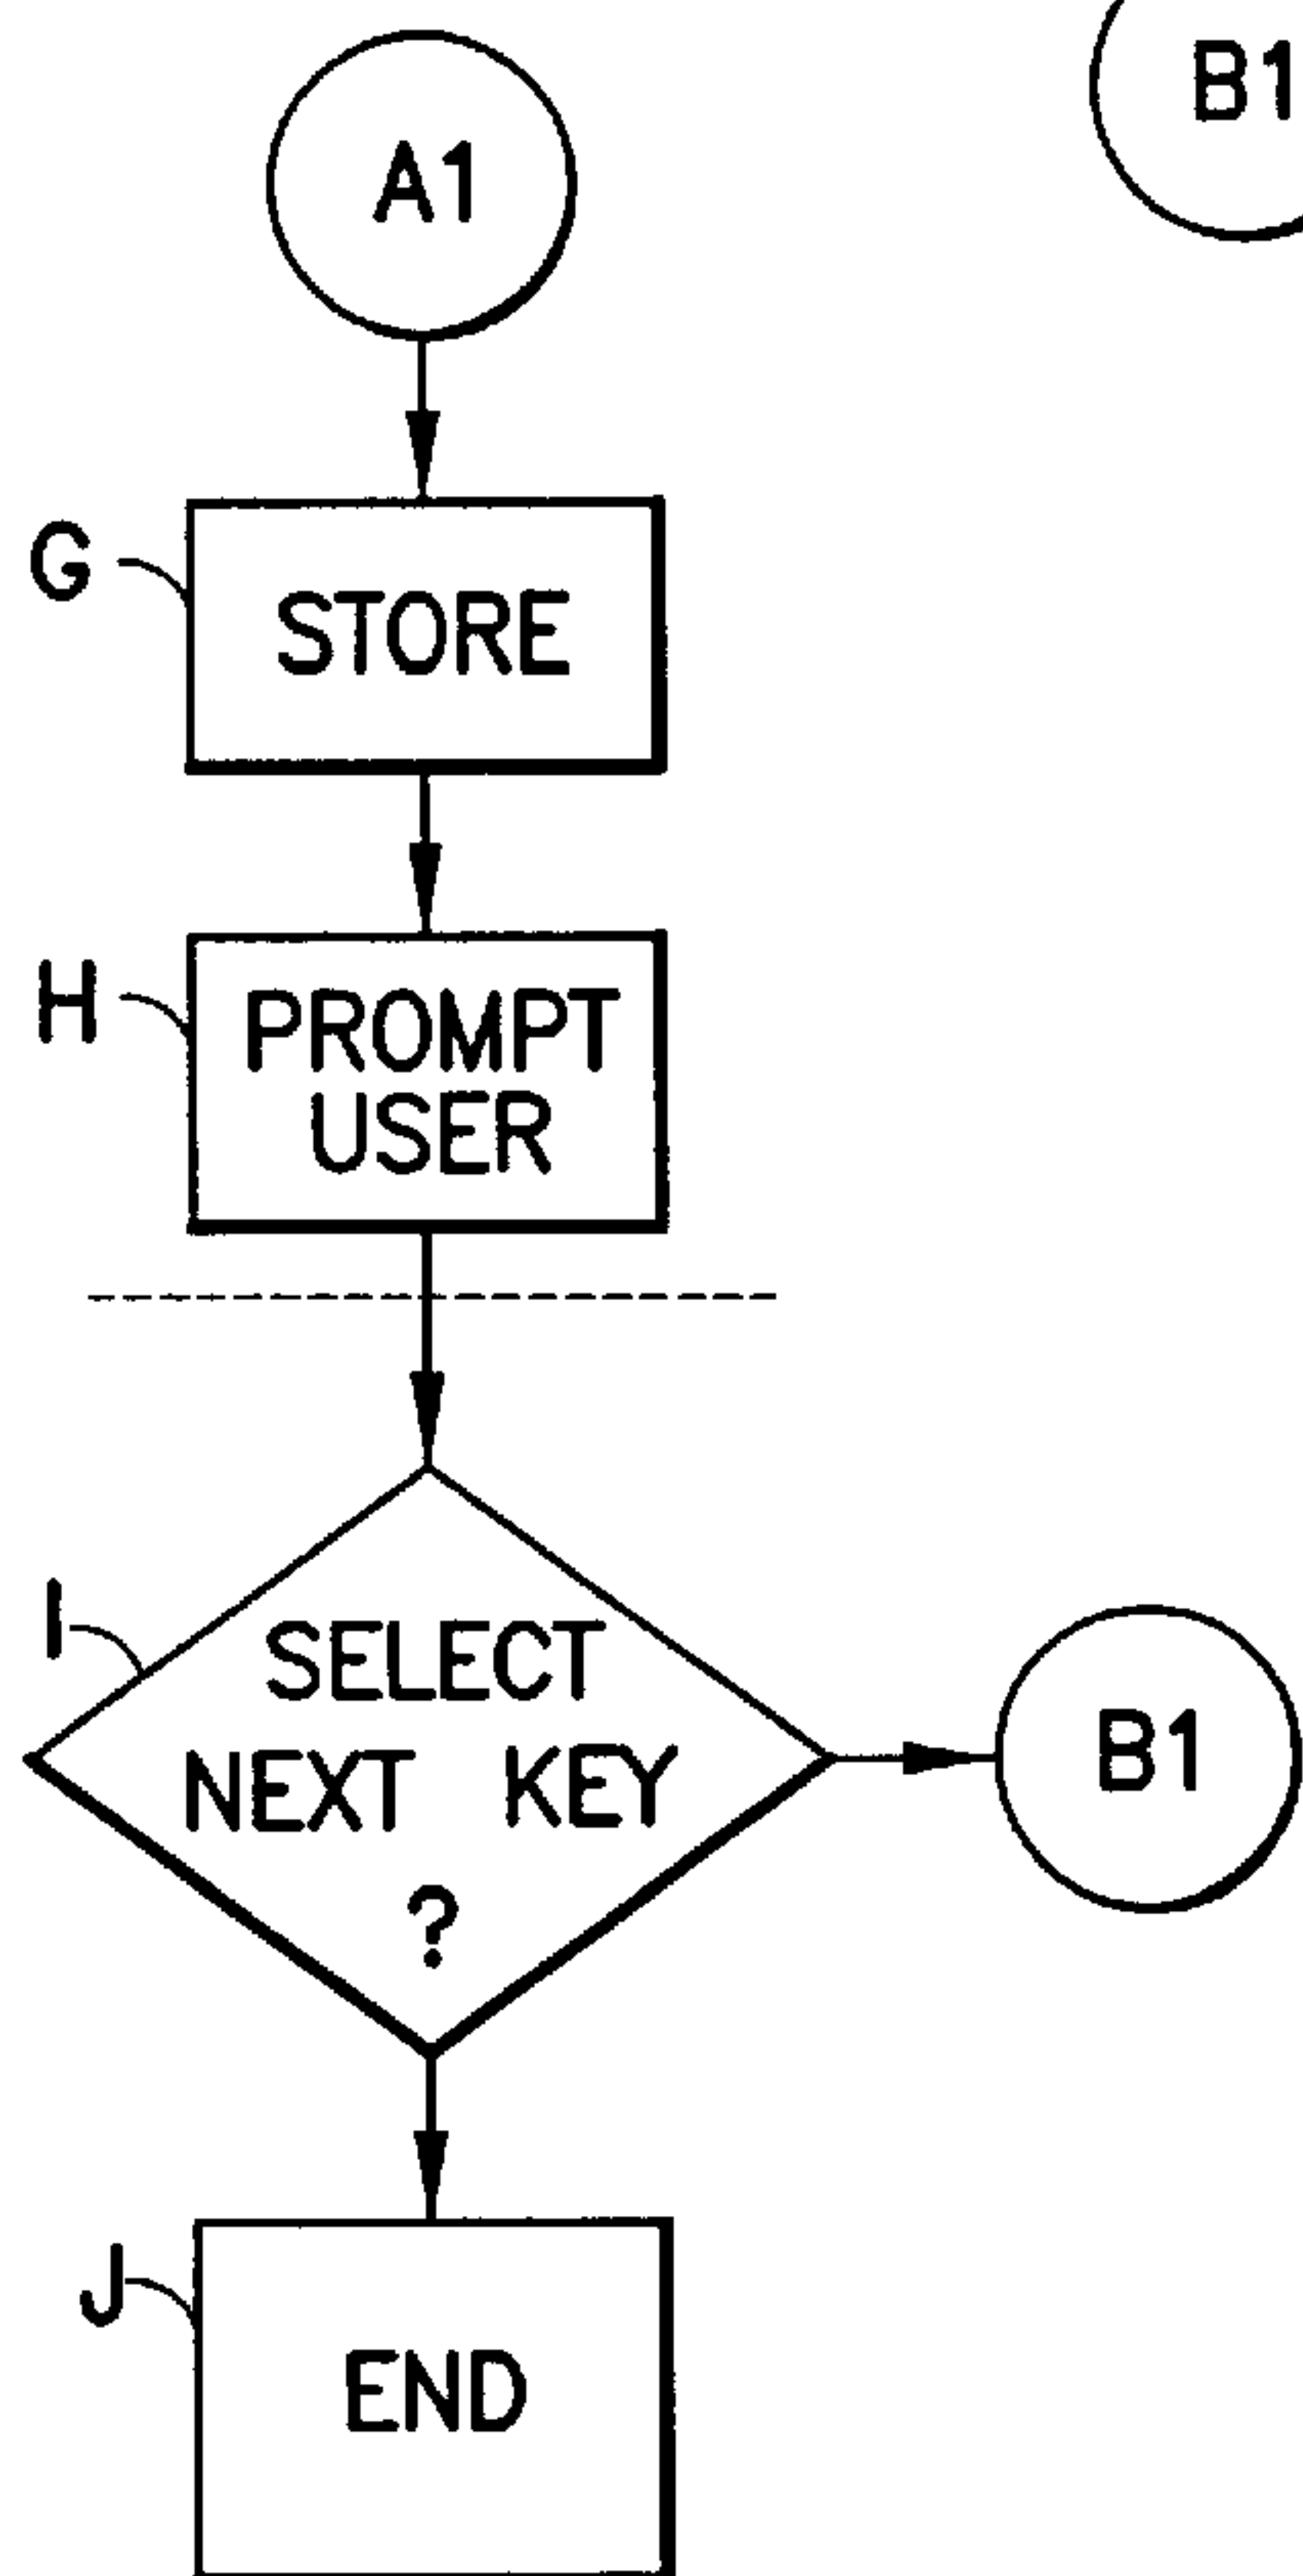 B1
A1
G
STORE
H
PROMPT
USER
I
SELECT
NEXT KEY
?
B1
J
END